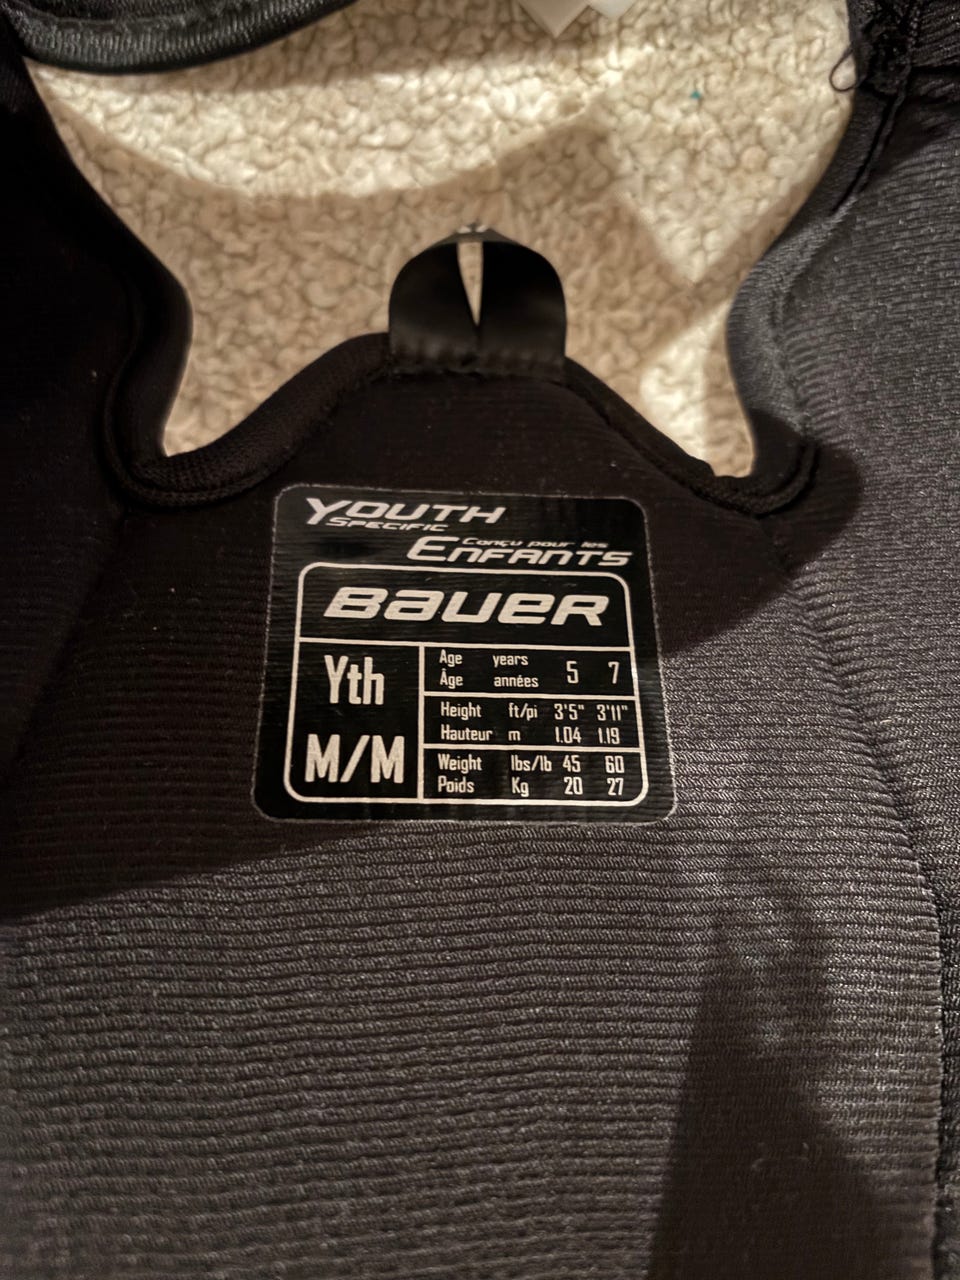 YOUTH
SPECIFIC
Conçu pour les
ENFANTS
BAUER
Yth
M/M
Age years 5 7
Âge années
Height ft/pi 3'5" 3'11"
Hauteur m 1.04 1.19
Weight lbs/lb 45 60
Poids Kg 20 27